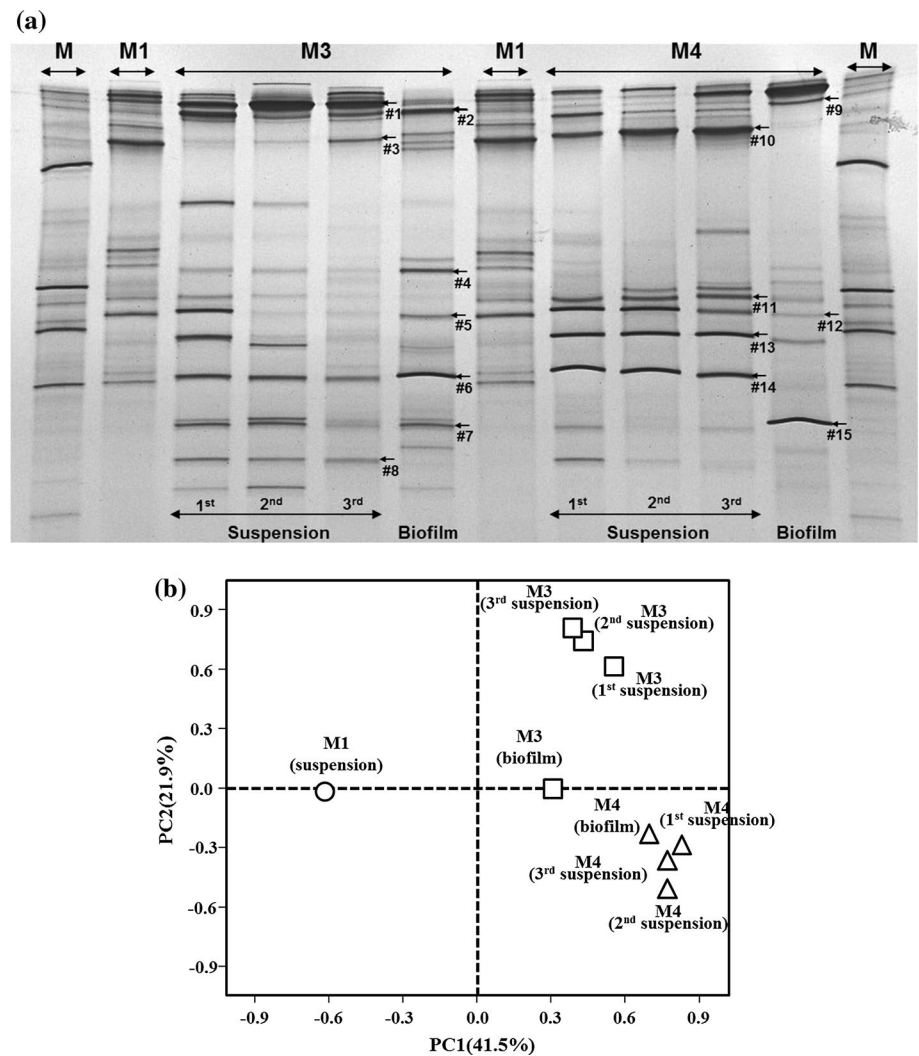 (a)
M M1 M3 M1 M4 M
#1 #2 #9
#3 #10
#4
#5 #11 #12
#13
#6 #14
#7 #15
#8
1st 2nd 3rd 1st 2nd 3rd
Suspension Biofilm Suspension Biofilm
(b)
M3
(3rd suspension)
M3
(2nd suspension)
M3
(1st suspension)
M3
(biofilm)
M1
(suspension)
M4
(biofilm)
M4
(1st suspension)
M4
(3rd suspension)
M4
(2nd suspension)
PC2(21.9%)
0.9
0.6
0.3
0.0
-0.3
-0.6
-0.9
-0.9 -0.6 -0.3 0.0 0.3 0.6 0.9
PC1(41.5%)